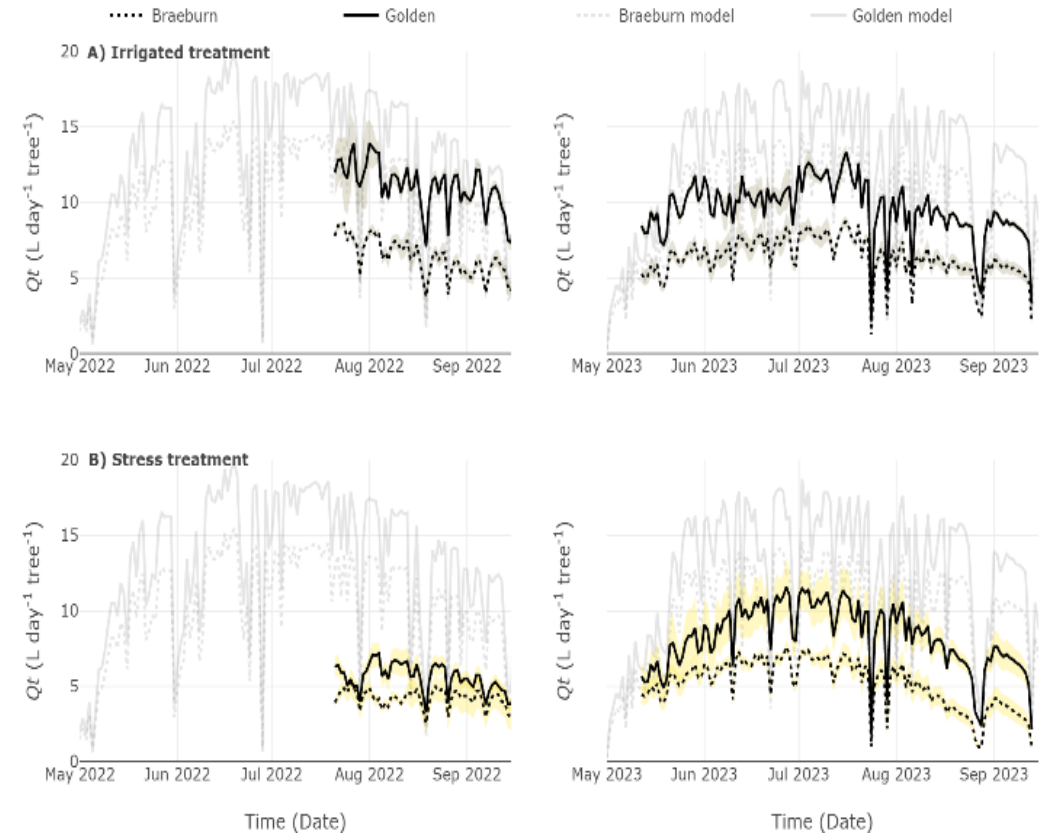 Braeburn Golden Braeburn model Golden model
A) Irrigated treatment
20
15
10
5
0
Qt (L day⁻¹ tree⁻¹)
May 2022 Jun 2022 Jul 2022 Aug 2022 Sep 2022
Qt (L day⁻¹ tree⁻¹)
May 2023 Jun 2023 Jul 2023 Aug 2023 Sep 2023
B) Stress treatment
20
15
10
5
0
Qt (L day⁻¹ tree⁻¹)
May 2022 Jun 2022 Jul 2022 Aug 2022 Sep 2022
Time (Date)
Qt (L day⁻¹ tree⁻¹)
May 2023 Jun 2023 Jul 2023 Aug 2023 Sep 2023
Time (Date)